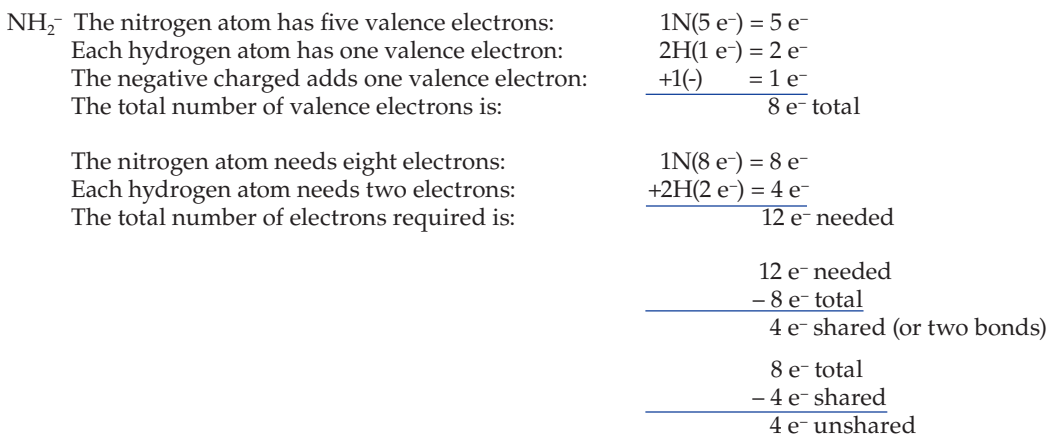 NH₂⁻ The nitrogen atom has five valence electrons: 1N(5 e⁻) = 5 e⁻
Each hydrogen atom has one valence electron: 2H(1 e⁻) = 2 e⁻
The negative charged adds one valence electron: +1(-) = 1 e⁻
The total number of valence electrons is: 8 e⁻ total
The nitrogen atom needs eight electrons: 1N(8 e⁻) = 8 e⁻
Each hydrogen atom needs two electrons: +2H(2 e⁻) = 4 e⁻
The total number of electrons required is: 12 e⁻ needed
12 e⁻ needed
– 8 e⁻ total
4 e⁻ shared (or two bonds)
8 e⁻ total
– 4 e⁻ shared
4 e⁻ unshared